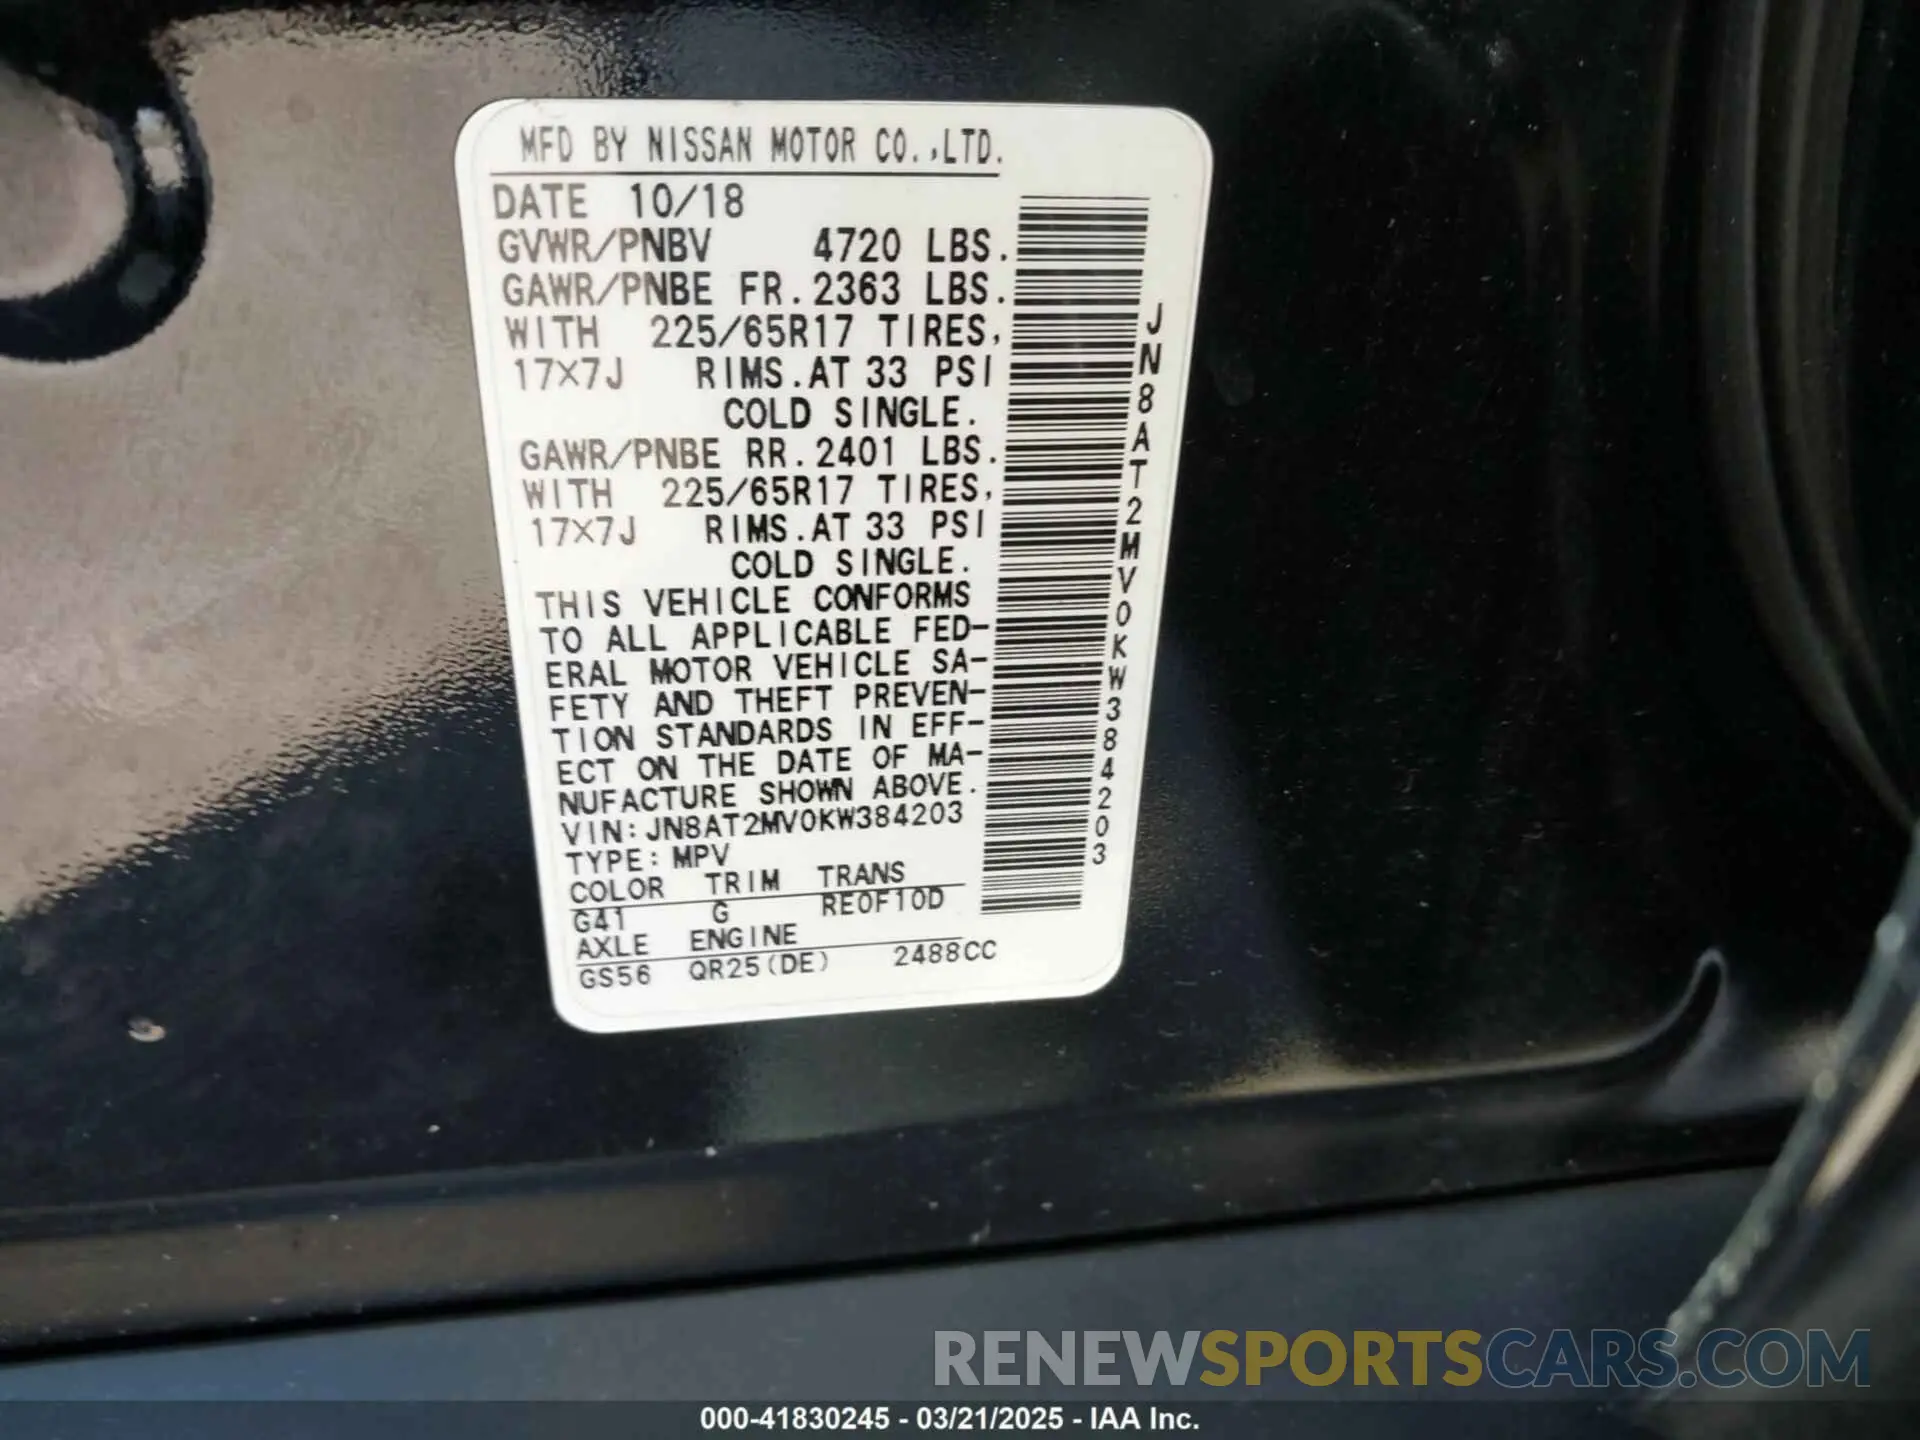 MFD BY NISSAN MOTOR CO.,LTD.
DATE 10/18
GVWR/PNBV 4720 LBS.
GAWR/PNBE FR. 2363 LBS.
WITH 225/65R17 TIRES,
17X7J RIMS. AT 33 PSI
COLD SINGLE.
GAWR/PNBE RR. 2401 LBS.
WITH 225/65R17 TIRES,
17X7J RIMS. AT 33 PSI
COLD SINGLE.
THIS VEHICLE CONFORMS
TO ALL APPLICABLE FED-
ERAL MOTOR VEHICLE SA-
FETY AND THEFT PREVEN-
TION STANDARDS IN EFF-
ECT ON THE DATE OF MA-
NUFACTURE SHOWN ABOVE.
VIN: JN8AT2MV0KW384203
TYPE: MPV
COLOR TRIM TRANS
G41 G RE0F10D
AXLE ENGINE
GS56 QR25(DE) 2488CC
JN8AT2MV0KW384203
RENEWSPORTSCARS.COM
000-41830245 - 03/21/2025 - IAA Inc.